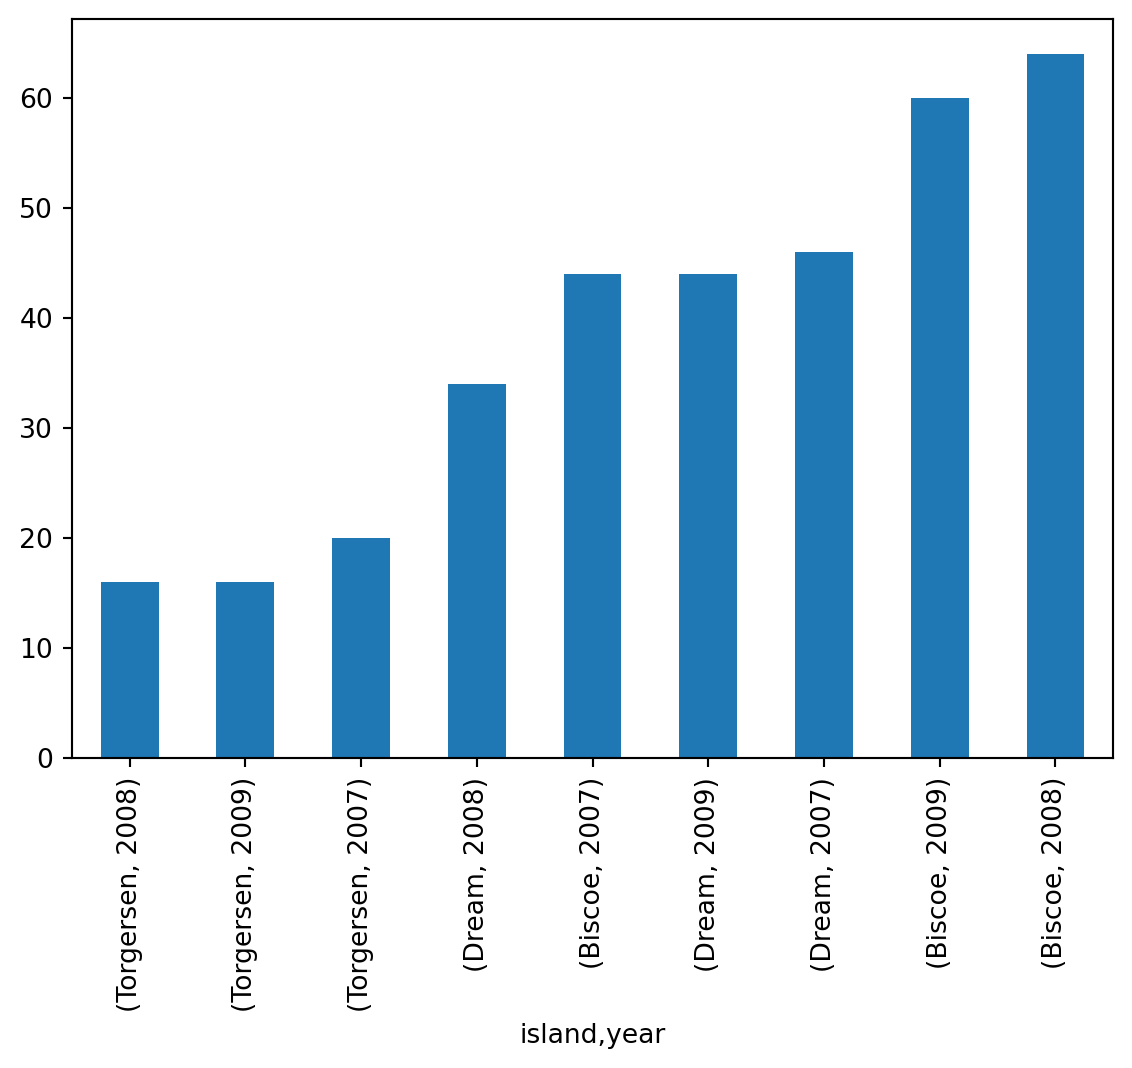 60
50
40
30
20
10
0
(Torgersen, 2008)
(Torgersen, 2009)
(Torgersen, 2007)
(Dream, 2008)
(Biscoe, 2007)
(Dream, 2009)
(Dream, 2007)
(Biscoe, 2009)
(Biscoe, 2008)
island,year